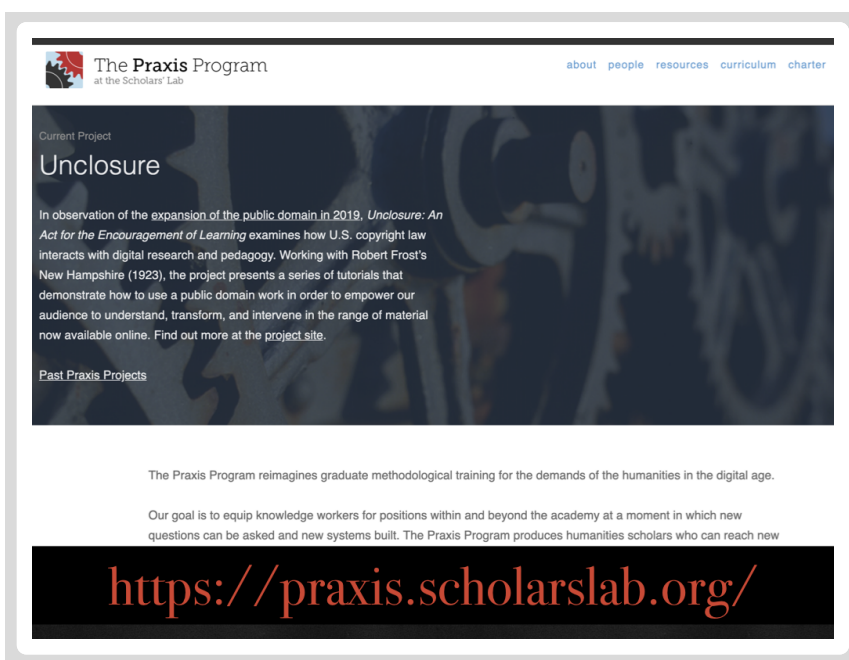 The Praxis Program
at the Scholars' Lab
about people resources curriculum charter
Current Project
Unclosure
In observation of the expansion of the public domain in 2019, Unclosure: An
Act for the Encouragement of Learning examines how U.S. copyright law
interacts with digital research and pedagogy. Working with Robert Frost's
New Hampshire (1923), the project presents a series of tutorials that
demonstrate how to use a public domain work in order to empower our
audience to understand, transform, and intervene in the range of material
now available online. Find out more at the project site.
Past Praxis Projects
The Praxis Program reimagines graduate methodological training for the demands of the humanities in the digital age.
Our goal is to equip knowledge workers for positions within and beyond the academy at a moment in which new
questions can be asked and new systems built. The Praxis Program produces humanities scholars who can reach new
https://praxis.scholarslab.org/